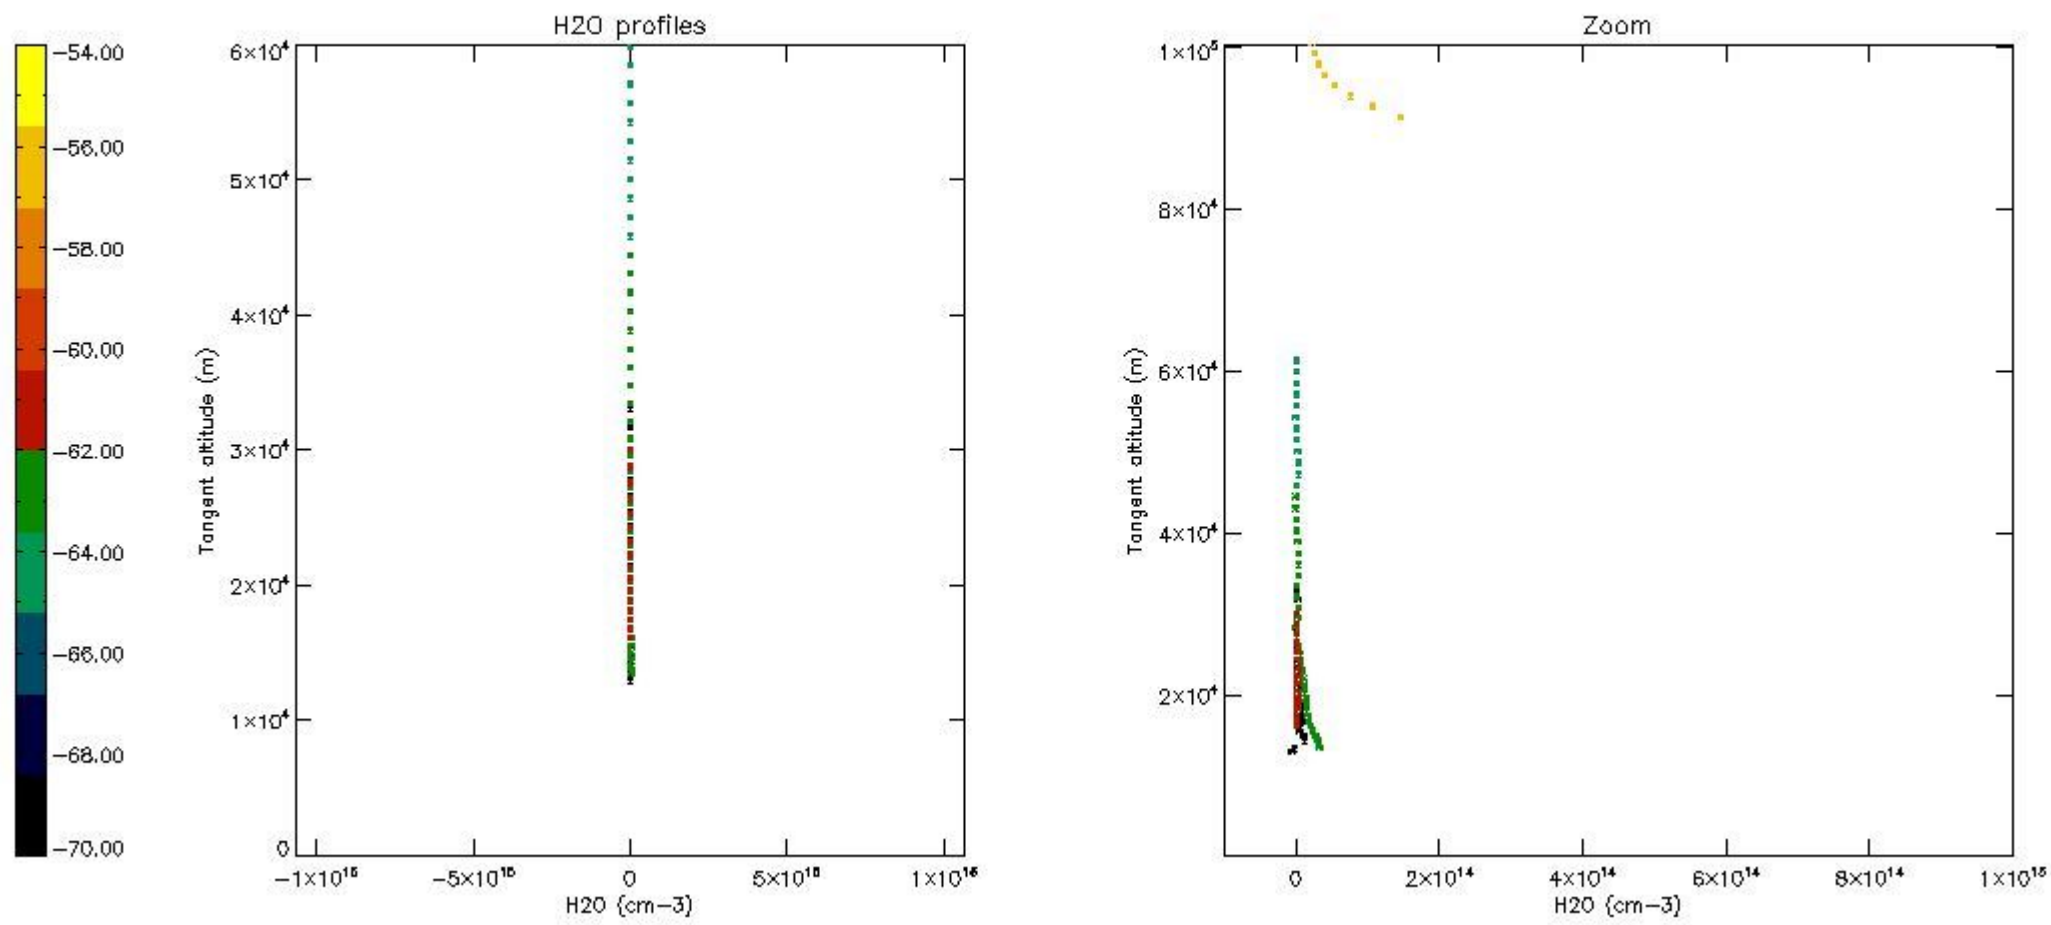 -54.00
-56.00
-58.00
-60.00
-62.00
-64.00
-66.00
-68.00
-70.00
H2O profiles
6×10⁴
5×10⁴
4×10⁴
3×10⁴
2×10⁴
1×10⁴
0
Tangent altitude (m)
-1×10¹⁶ -5×10¹⁵ 0 5×10¹⁵ 1×10¹⁶
H2O (cm-3)
Zoom
1×10⁵
8×10⁴
6×10⁴
4×10⁴
2×10⁴
Tangent altitude (m)
0 2×10¹⁴ 4×10¹⁴ 6×10¹⁴ 8×10¹⁴ 1×10¹⁵
H2O (cm-3)